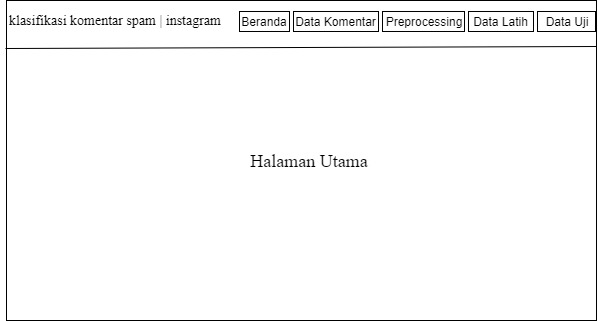 klasifikasi komentar spam | instagram Beranda Data Komentar Preprocessing Data Latih Data Uji
Halaman Utama